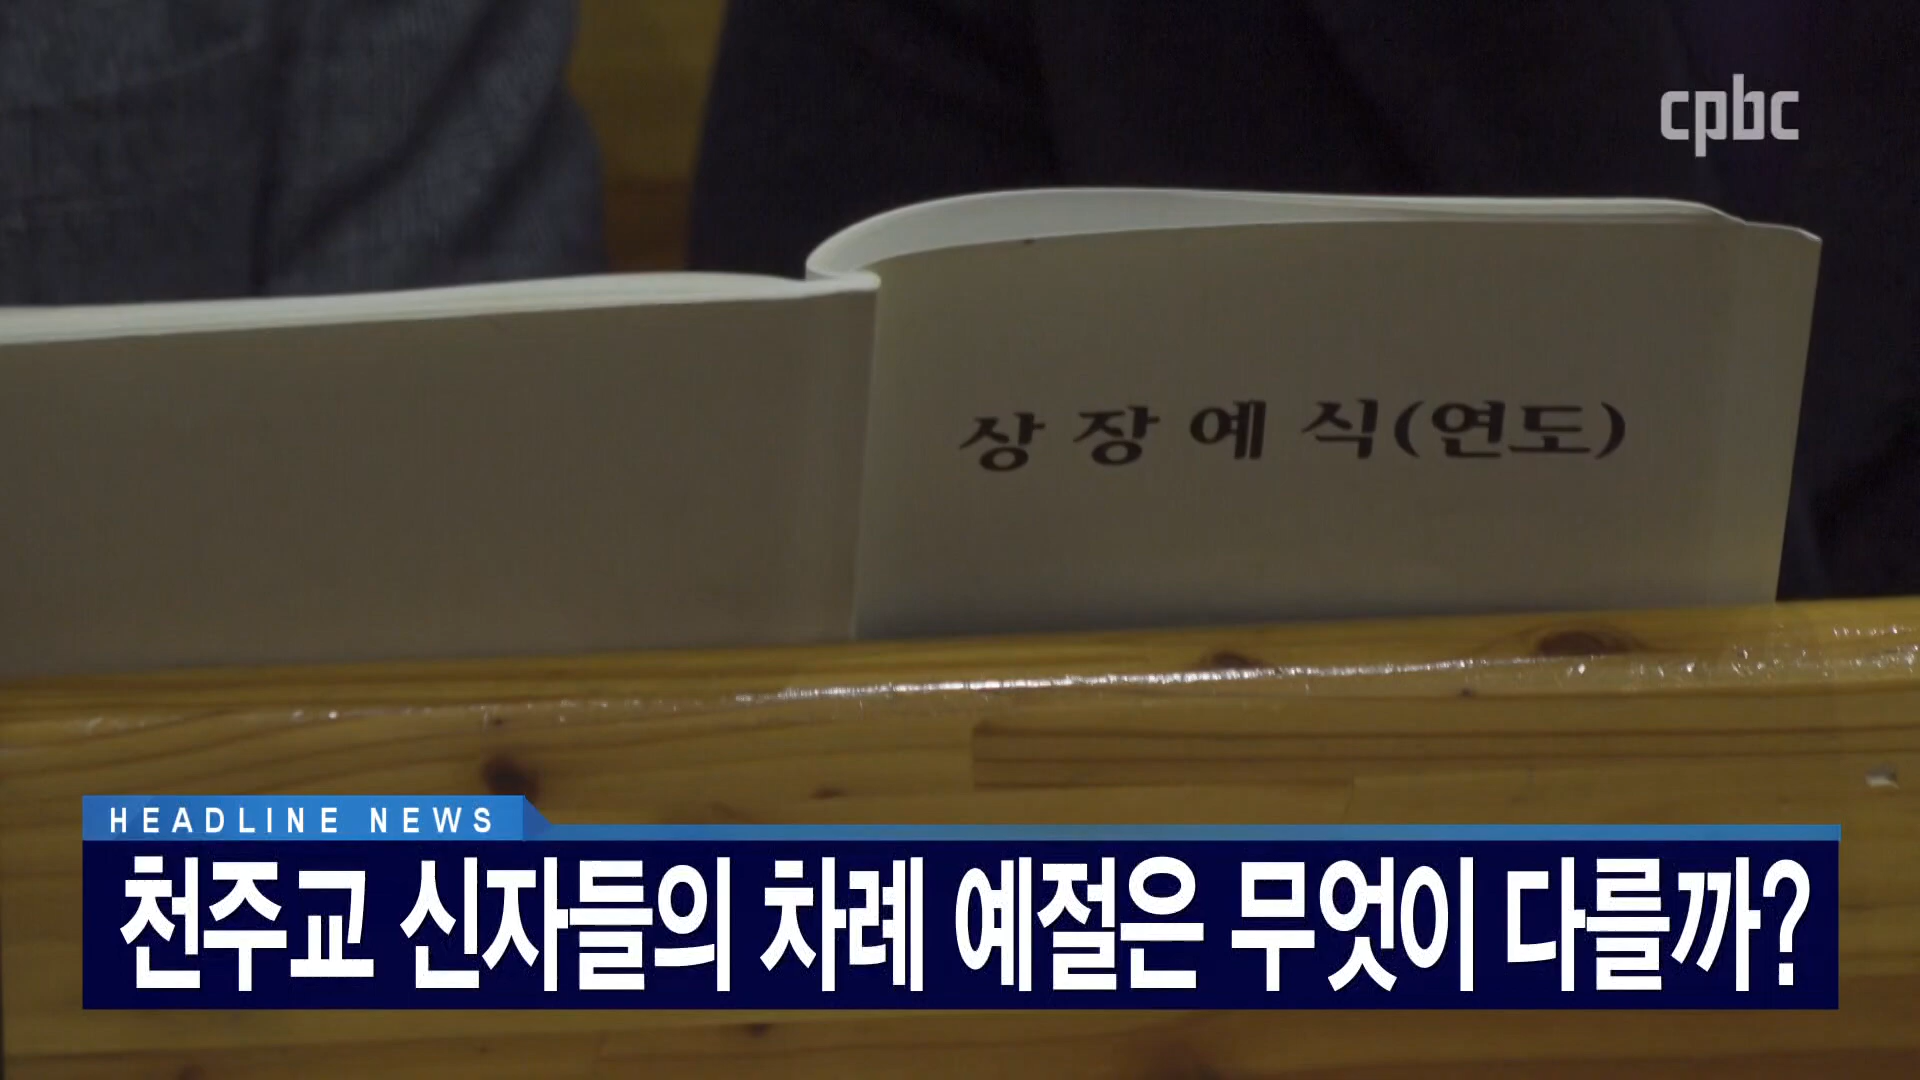 cpbc
상 장 예 식(연도)
HEADLINE NEWS
천주교 신자들의 차례 예절은 무엇이 다를까?